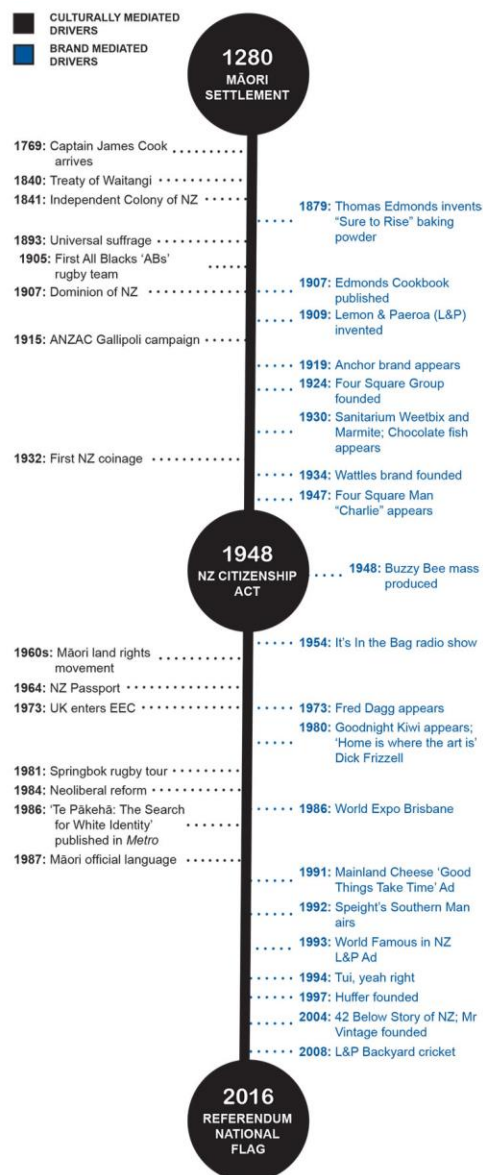 CULTURALLY MEDIATED
DRIVERS
BRAND MEDIATED
DRIVERS
1280
MĀORI
SETTLEMENT
1769: Captain James Cook
arrives
1840: Treaty of Waitangi
1841: Independent Colony of NZ
1879: Thomas Edmonds invents
“Sure to Rise” baking
powder
1893: Universal suffrage
1905: First All Blacks ‘ABs’
rugby team
1907: Dominion of NZ
1907: Edmonds Cookbook
published
1909: Lemon & Paeroa (L&P)
invented
1915: ANZAC Gallipoli campaign
1919: Anchor brand appears
1924: Four Square Group
founded
1930: Sanitarium Weetbix and
Marmite; Chocolate fish
appears
1932: First NZ coinage
1934: Wattles brand founded
1947: Four Square Man
“Charlie” appears
1948
NZ CITIZENSHIP
ACT
1948: Buzzy Bee mass
produced
1954: It’s In the Bag radio show
1960s: Māori land rights
movement
1964: NZ Passport
1973: UK enters EEC
1973: Fred Dagg appears
1980: Goodnight Kiwi appears;
‘Home is where the art is’
Dick Frizzell
1981: Springbok rugby tour
1984: Neoliberal reform
1986: ‘Te Pākehā: The Search
for White Identity’
published in Metro
1986: World Expo Brisbane
1987: Māori official language
1991: Mainland Cheese ‘Good
Things Take Time’ Ad
1992: Speight’s Southern Man
airs
1993: World Famous in NZ
L&P Ad
1994: Tui, yeah right
1997: Huffer founded
2004: 42 Below Story of NZ; Mr
Vintage founded
2008: L&P Backyard cricket
2016
REFERENDUM
NATIONAL
FLAG